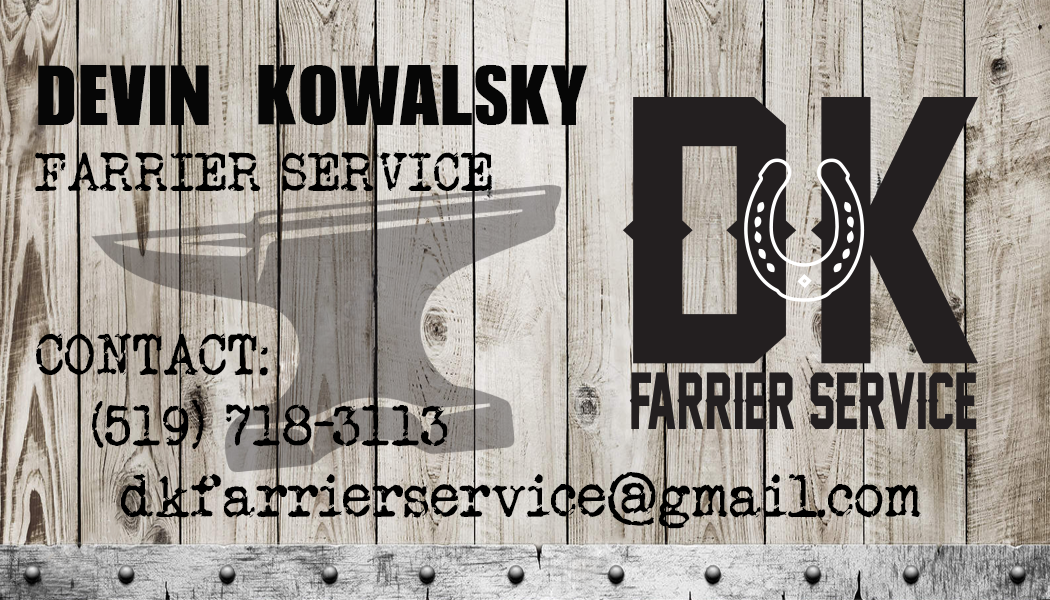 DEVIN KOWALSKY
FARRIER SERVICE
CONTACT:
(519) 718-3113
dkfarrierservice@gmail.com
DK
FARRIER SERVICE